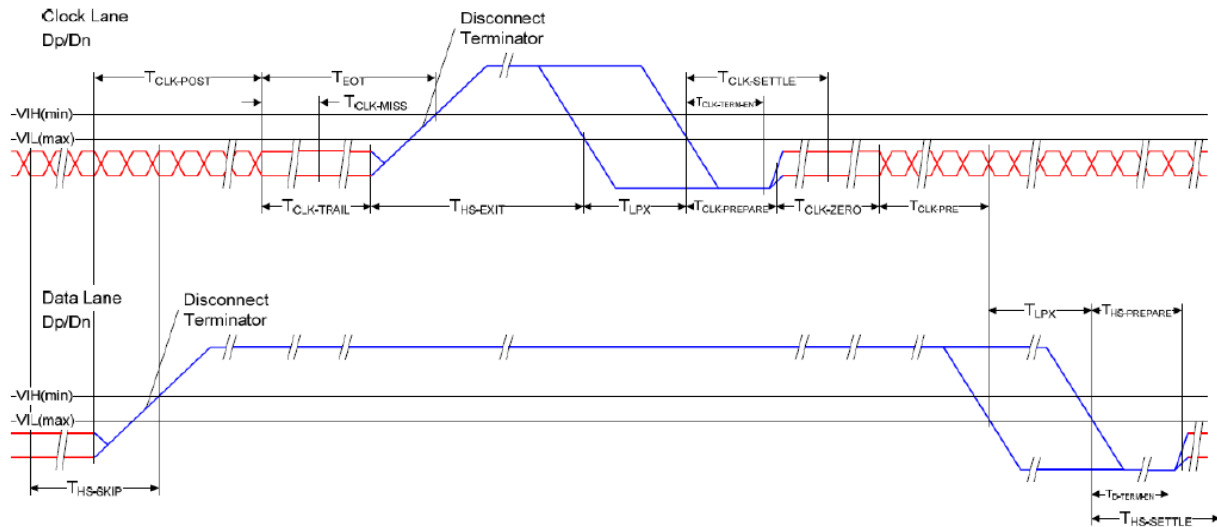 Clock Lane
Dp/Dn
Disconnect
Terminator
TCLK-POST
TEOT
TCLK-SETTLE
TCLK-MISS
TCLK-TERM-EN
VIH(min)
VIL(max)
TCLK-TRAIL
THS-EXIT
TLPX
TCLK-PREPARE
TCLK-ZERO
TCLK-PRE
Data Lane
Dp/Dn
Disconnect
Terminator
TLPX
THS-PREPARE
VIH(min)
VIL(max)
THS-SKIP
TD-TERM-EN
THS-SETTLE